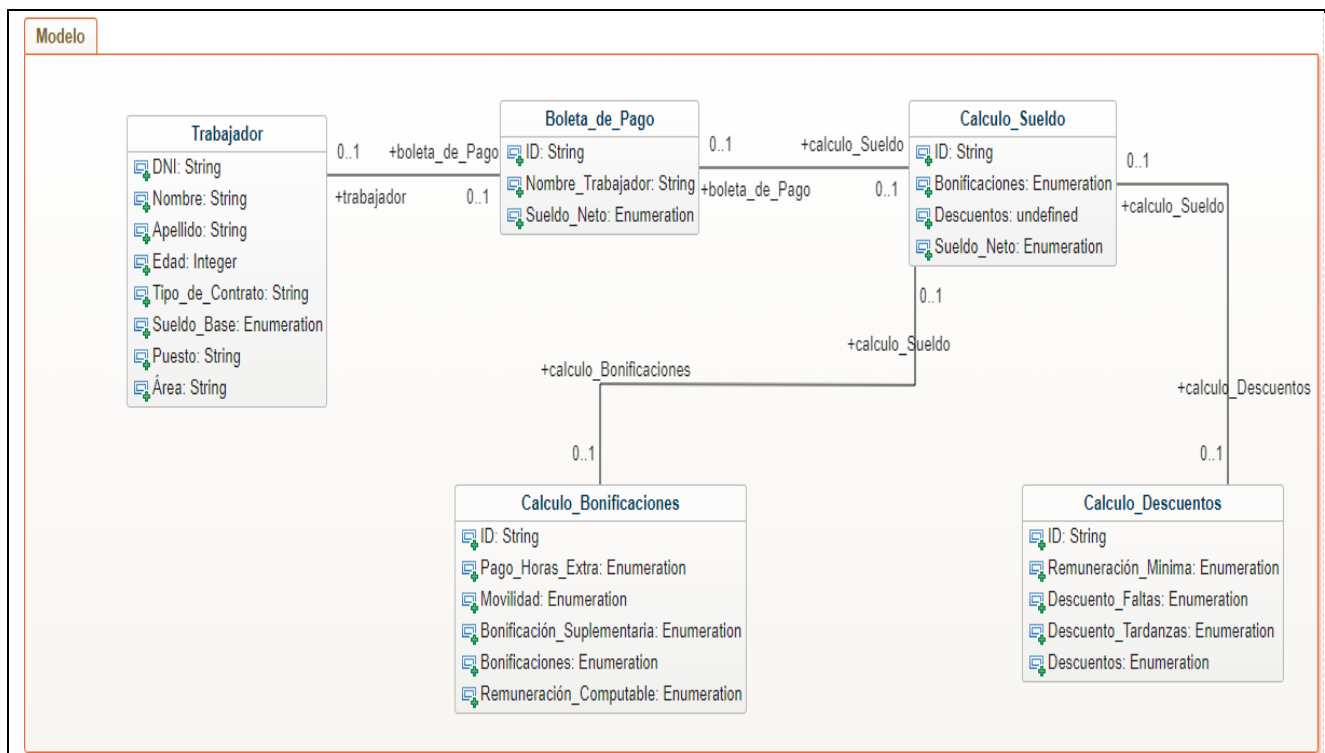 Modelo
Trabajador
DNI: String
Nombre: String
Apellido: String
Edad: Integer
Tipo_de_Contrato: String
Sueldo_Base: Enumeration
Puesto: String
Área: String
0..1
+boleta_de_Pago
+trabajador
0..1
Boleta_de_Pago
ID: String
Nombre_Trabajador: String
Sueldo_Neto: Enumeration
0..1
+calculo_Sueldo
+boleta_de_Pago
0..1
Calculo_Sueldo
ID: String
Bonificaciones: Enumeration
Descuentos: undefined
Sueldo_Neto: Enumeration
0..1
+calculo_Sueldo
0..1
+calculo_Sueldo
+calculo_Bonificaciones
0..1
+calculo_Descuentos
0..1
Calculo_Bonificaciones
ID: String
Pago_Horas_Extra: Enumeration
Movilidad: Enumeration
Bonificación_Suplementaria: Enumeration
Bonificaciones: Enumeration
Remuneración_Computable: Enumeration
Calculo_Descuentos
ID: String
Remuneración_Minima: Enumeration
Descuento_Faltas: Enumeration
Descuento_Tardanzas: Enumeration
Descuentos: Enumeration